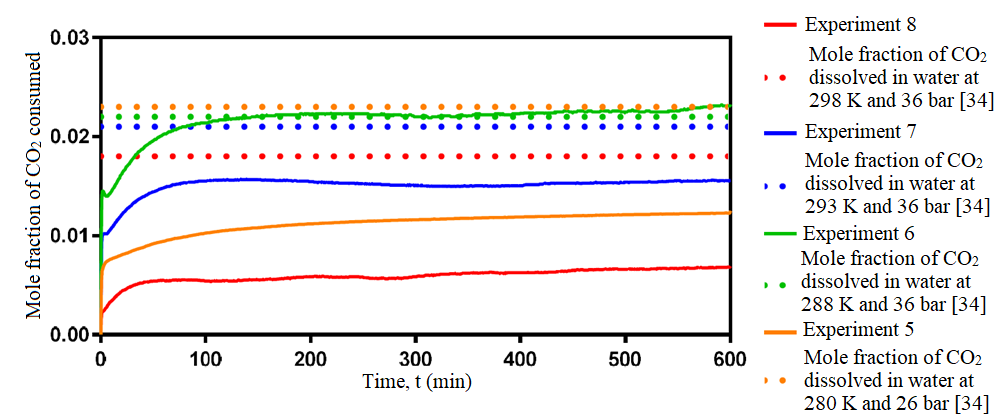 0.03
0.02
0.01
0.00
Mole fraction of CO2 consumed
0 100 200 300 400 500 600
Time, t (min)
Experiment 8
Mole fraction of CO2
dissolved in water at
298 K and 36 bar [34]
Experiment 7
Mole fraction of CO2
dissolved in water at
293 K and 36 bar [34]
Experiment 6
Mole fraction of CO2
dissolved in water at
288 K and 36 bar [34]
Experiment 5
Mole fraction of CO2
dissolved in water at
280 K and 26 bar [34]